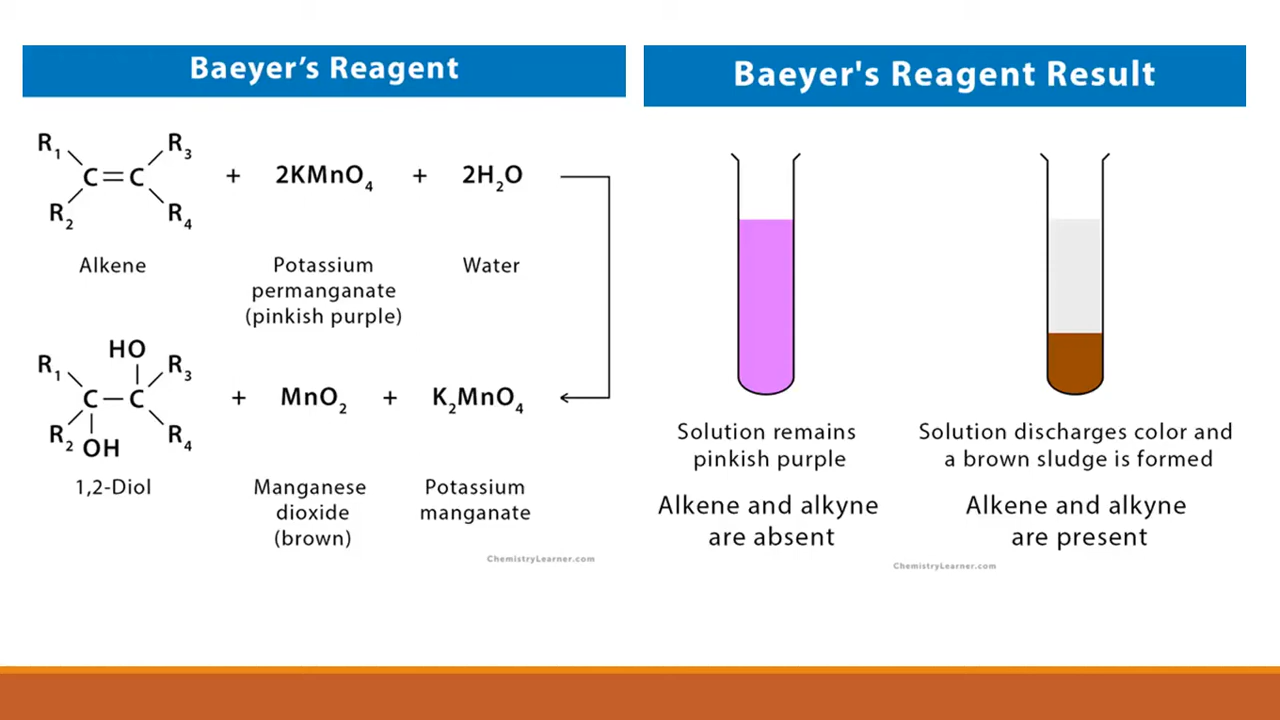 Baeyer's Reagent
R₁ R₃
C=C + 2KMnO₄ + 2H₂O
R₂ R₄
Alkene Potassium permanganate (pinkish purple) Water
HO
R₁ R₃
C–C + MnO₂ + K₂MnO₄
R₂ OH R₄
1,2-Diol Manganese dioxide (brown) Potassium manganate
ChemistryLearner.com
Baeyer's Reagent Result
Solution remains
pinkish purple
Alkene and alkyne
are absent
Solution discharges color and
a brown sludge is formed
Alkene and alkyne
are present
ChemistryLearner.com